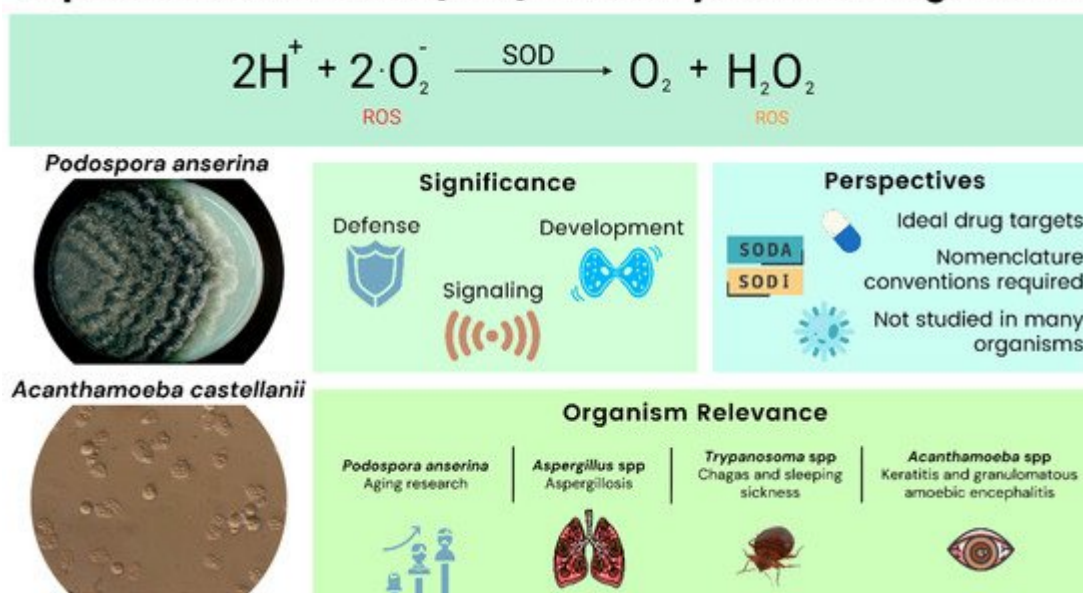 2H⁺ + 2·O₂⁻ SOD O₂ + H₂O₂
ROS ROS
Podospora anserina
Significance
Defense
Development
Signaling
Perspectives
Ideal drug targets
SODA
SODI
Nomenclature
conventions required
Not studied in many
organisms
Acanthamoeba castellanii
Organism Relevance
Podospora anserina
Aging research
Aspergillus spp
Aspergillosis
Trypanosoma spp
Chagas and sleeping
sickness
Acanthamoeba spp
Keratitis and granulomatous
amoebic encephalitis